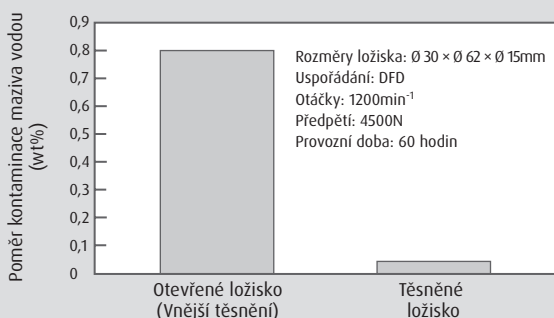 Poměr kontaminace maziva vodou
(wt%)
0,9
0,8
0,7
0,6
0,5
0,4
0,3
0,2
0,1
0
Rozměry ložiska: Ø 30 × Ø 62 × Ø 15mm
Uspořádání: DFD
Otáčky: 1200min⁻¹
Předpětí: 4500N
Provozní doba: 60 hodin
Otevřené ložisko
(Vnější těsnění)
Těsněné
ložisko